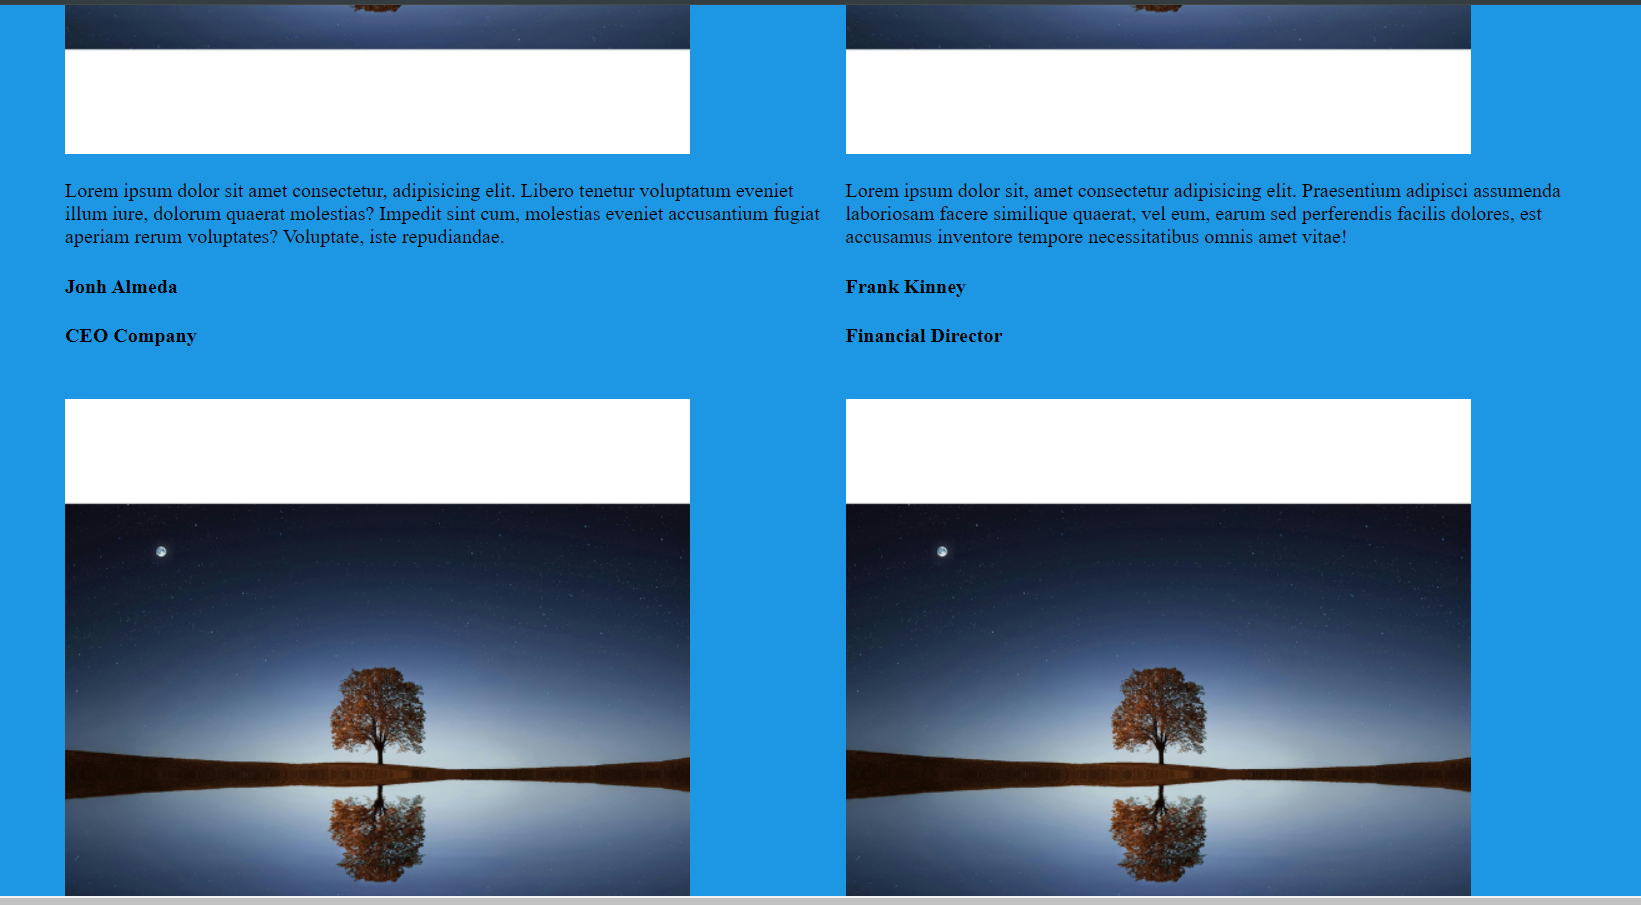 Lorem ipsum dolor sit amet consectetur, adipisicing elit. Libero tenetur voluptatum eveniet
illum iure, dolorum quaerat molestias? Impedit sint cum, molestias eveniet accusantium fugiat
aperiam rerum voluptates? Voluptate, iste repudiandae.
Jonh Almeda
CEO Company
Lorem ipsum dolor sit, amet consectetur adipisicing elit. Praesentium adipisci assumenda
laboriosam facere similique quaerat, vel eum, earum sed perferendis facilis dolores, est
accusamus inventore tempore necessitatibus omnis amet vitae!
Frank Kinney
Financial Director